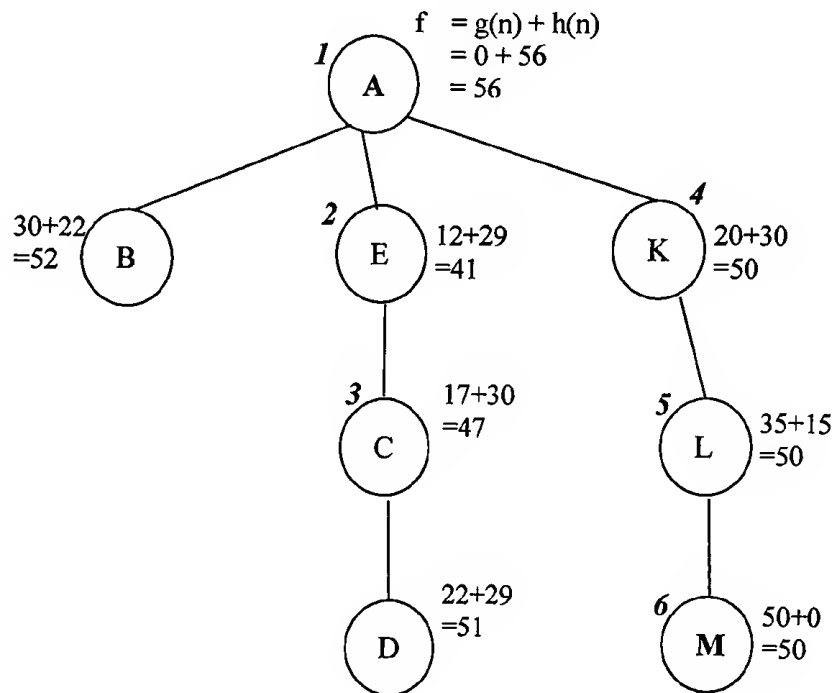 f = g(n) + h(n)
1
= 0 + 56
A
= 56
30+22
=52
B
2
E
12+29
=41
4
K
20+30
=50
3
C
17+30
=47
5
L
35+15
=50
D
22+29
=51
6
M
50+0
=50